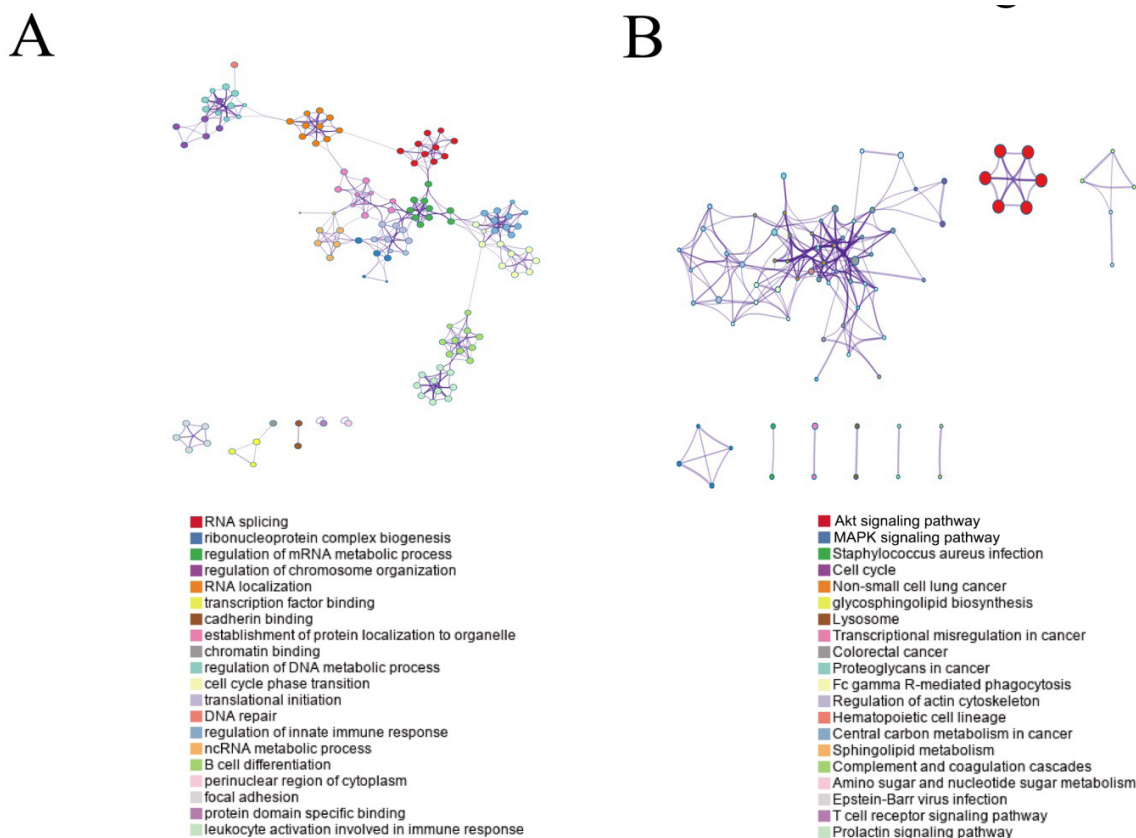 A
B
RNA splicing
ribonucleoprotein complex biogenesis
regulation of mRNA metabolic process
regulation of chromosome organization
RNA localization
transcription factor binding
cadherin binding
establishment of protein localization to organelle
chromatin binding
regulation of DNA metabolic process
cell cycle phase transition
translational initiation
DNA repair
regulation of innate immune response
ncRNA metabolic process
B cell differentiation
perinuclear region of cytoplasm
focal adhesion
protein domain specific binding
leukocyte activation involved in immune response
Akt signaling pathway
MAPK signaling pathway
Staphylococcus aureus infection
Cell cycle
Non-small cell lung cancer
glycosphingolipid biosynthesis
Lysosome
Transcriptional misregulation in cancer
Colorectal cancer
Proteoglycans in cancer
Fc gamma R-mediated phagocytosis
Regulation of actin cytoskeleton
Hematopoietic cell lineage
Central carbon metabolism in cancer
Sphingolipid metabolism
Complement and coagulation cascades
Amino sugar and nucleotide sugar metabolism
Epstein-Barr virus infection
T cell receptor signaling pathway
Prolactin signaling pathway